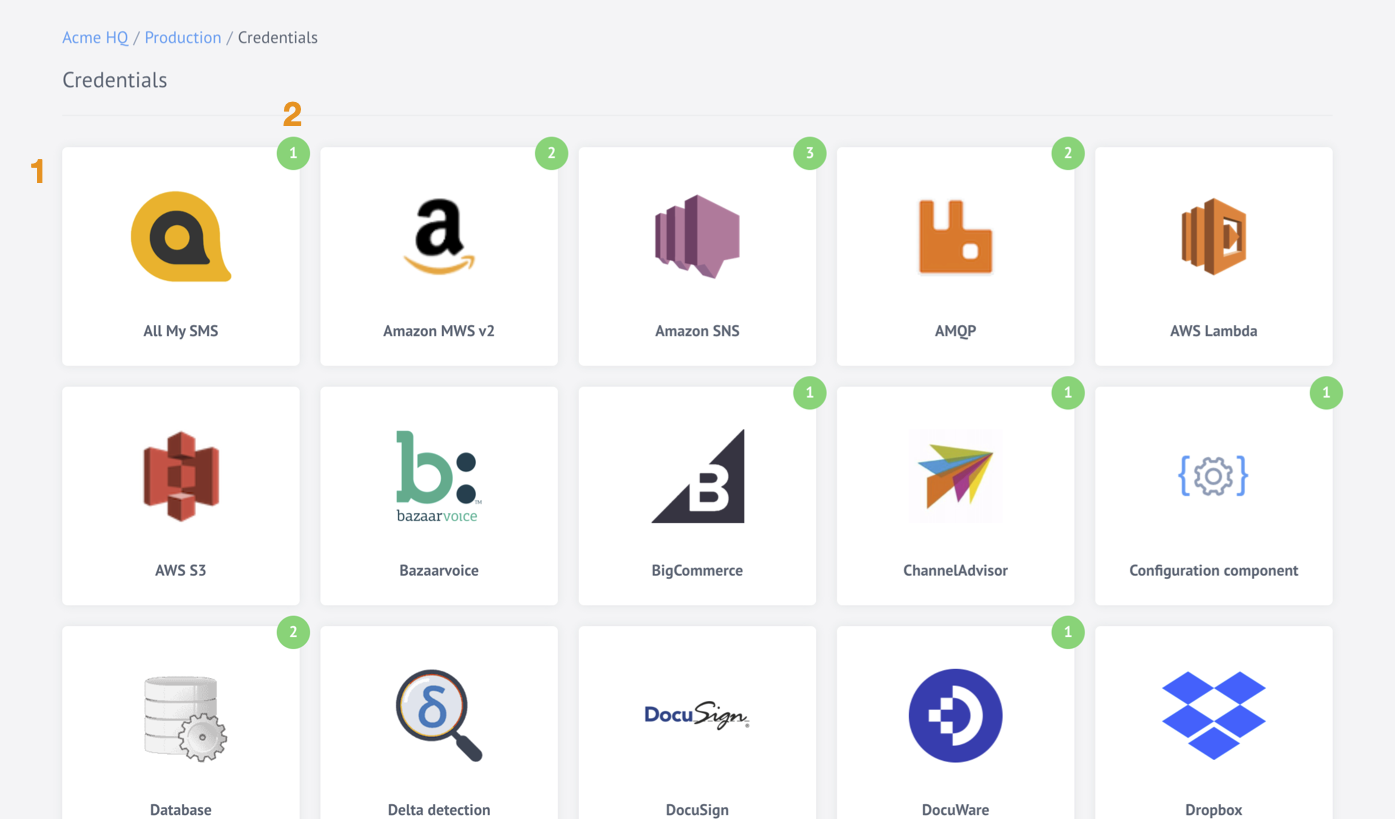 Acme HQ / Production / Credentials
Credentials
2
1
1
2
3
2
All My SMS
Amazon MWS v2
Amazon SNS
AMQP
AWS Lambda
1
1
1
b:
bazaarvoice™
B
AWS S3
Bazaarvoice
BigCommerce
ChannelAdvisor
Configuration component
2
1
δ
DocuSign®
Database
Delta detection
DocuSign
DocuWare
Dropbox